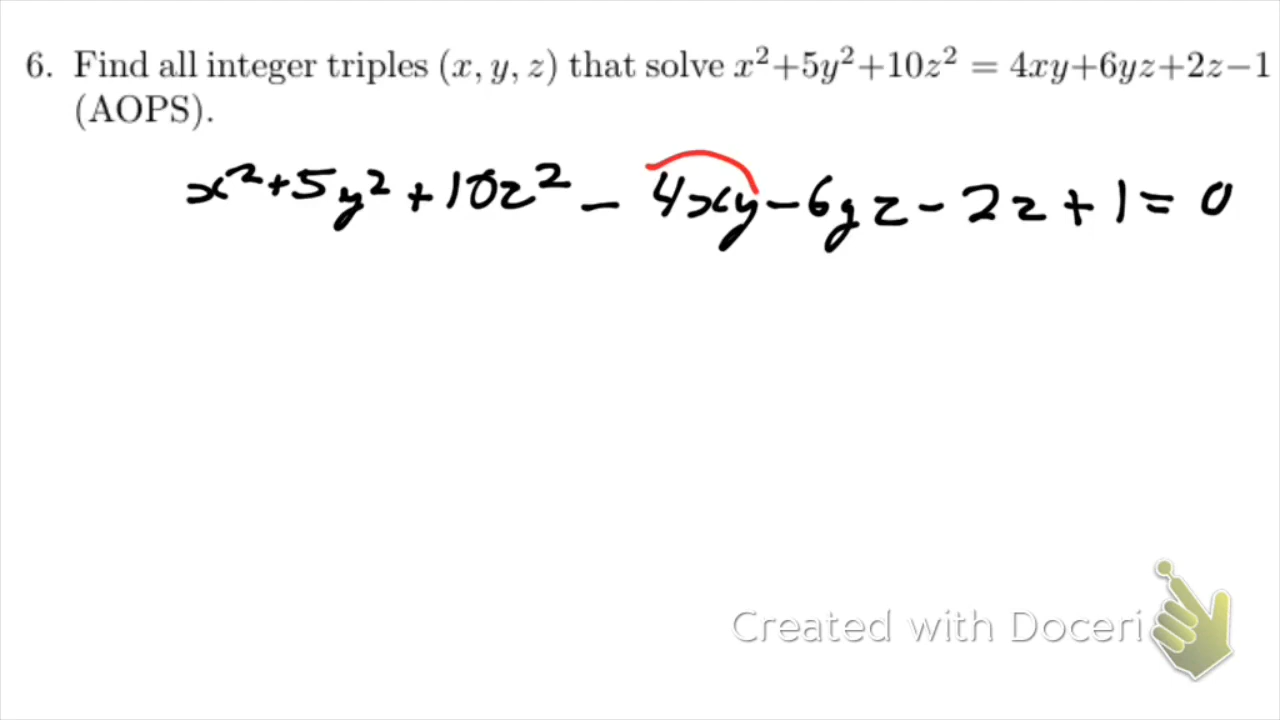 6. Find all integer triples (x, y, z) that solve x²+5y²+10z² = 4xy+6yz+2z−1
(AOPS).
x²+5y²+10z² − 4xy−6yz−2z+1=0
Created with Doceri